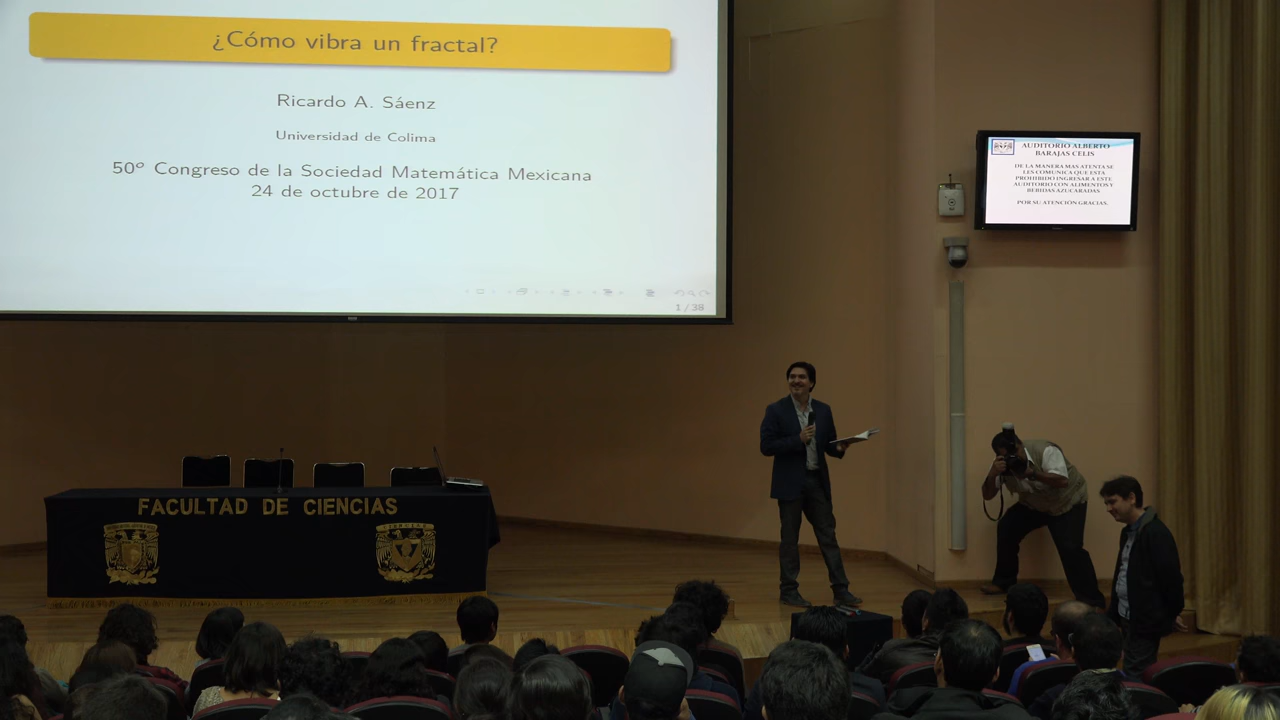 ¿Cómo vibra un fractal?
Ricardo A. Sáenz
Universidad de Colima
50º Congreso de la Sociedad Matemática Mexicana
24 de octubre de 2017
1 / 38
AUDITORIO ALBERTO
BARAJAS CELIS
DE LA MANERA MAS ATENTA SE
LES COMUNICA QUE ESTA
PROHIBIDO INGRESAR A ESTE
AUDITORIO CON ALIMENTOS Y
BEBIDAS AZUCARADAS
POR SU ATENCIÓN GRACIAS.
FACULTAD DE CIENCIAS